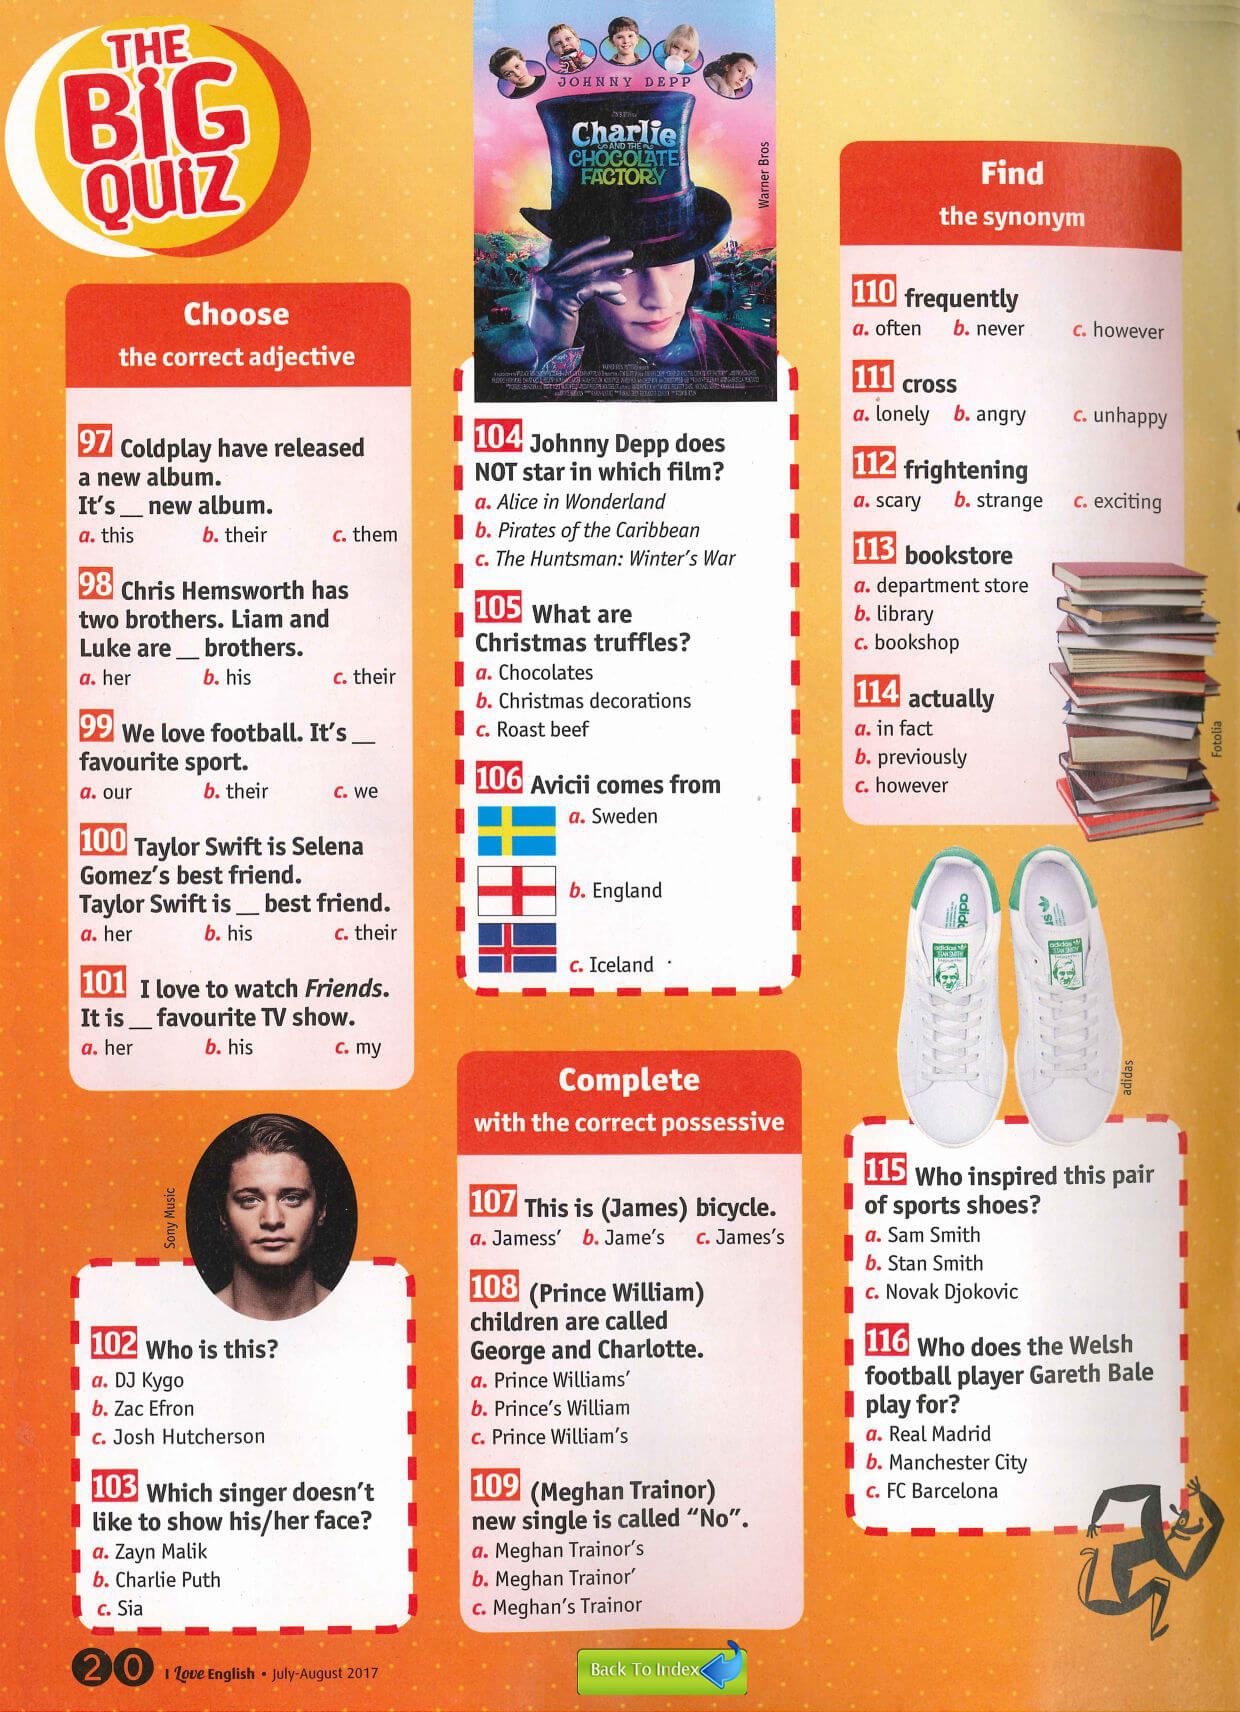 THE
BiG
QUiZ
Choose
the correct adjective
97 Coldplay have released
a new album.
It's __ new album.
a. this b. their c. them
98 Chris Hemsworth has
two brothers. Liam and
Luke are __ brothers.
a. her b. his c. their
99 We love football. It's __
favourite sport.
a. our b. their c. we
100 Taylor Swift is Selena
Gomez's best friend.
Taylor Swift is __ best friend.
a. her b. his c. their
101 I love to watch Friends.
It is __ favourite TV show.
a. her b. his c. my
Sony Music
102 Who is this?
a. DJ Kygo
b. Zac Efron
c. Josh Hutcherson
103 Which singer doesn't
like to show his/her face?
a. Zayn Malik
b. Charlie Puth
c. Sia
JOHNNY DEPP
Charlie
AND THE
CHOCOLATE
FACTORY
Warner Bros
104 Johnny Depp does
NOT star in which film?
a. Alice in Wonderland
b. Pirates of the Caribbean
c. The Huntsman: Winter's War
105 What are
Christmas truffles?
a. Chocolates
b. Christmas decorations
c. Roast beef
106 Avicii comes from
a. Sweden
b. England
c. Iceland
Complete
with the correct possessive
107 This is (James) bicycle.
a. Jamess' b. Jame's c. James's
108 (Prince William)
children are called
George and Charlotte.
a. Prince Williams'
b. Prince's William
c. Prince William's
109 (Meghan Trainor)
new single is called "No".
a. Meghan Trainor's
b. Meghan Trainor'
c. Meghan's Trainor
Find
the synonym
110 frequently
a. often b. never c. however
111 cross
a. lonely b. angry c. unhappy
112 frightening
a. scary b. strange c. exciting
113 bookstore
a. department store
b. library
c. bookshop
114 actually
a. in fact
b. previously
c. however
Fotolia
adidas
STAN SMITH
adidas
STAN SMITH
adidas
115 Who inspired this pair
of sports shoes?
a. Sam Smith
b. Stan Smith
c. Novak Djokovic
116 Who does the Welsh
football player Gareth Bale
play for?
a. Real Madrid
b. Manchester City
c. FC Barcelona
20 I Love English • July-August 2017
Back To Index